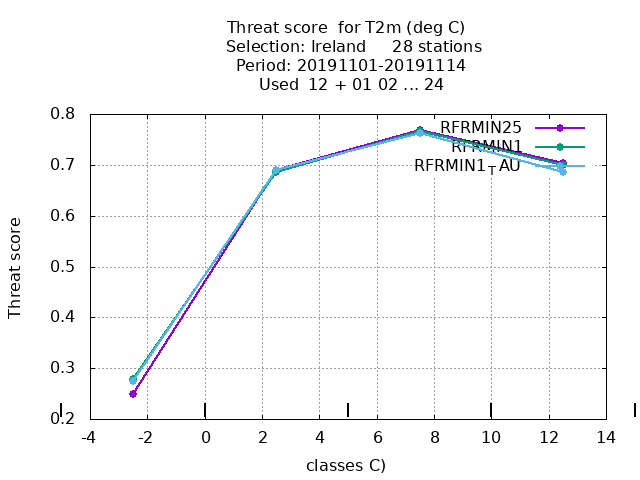 Threat score for T2m (deg C)
Selection: Ireland 28 stations
Period: 20191101-20191114
Used 12 + 01 02 ... 24
Threat score
0.8
0.7
0.6
0.5
0.4
0.3
0.2
RFRMIN25
RFRMIN1
RFRMIN1TAU
-4 -2 0 2 4 6 8 10 12 14
classes C)